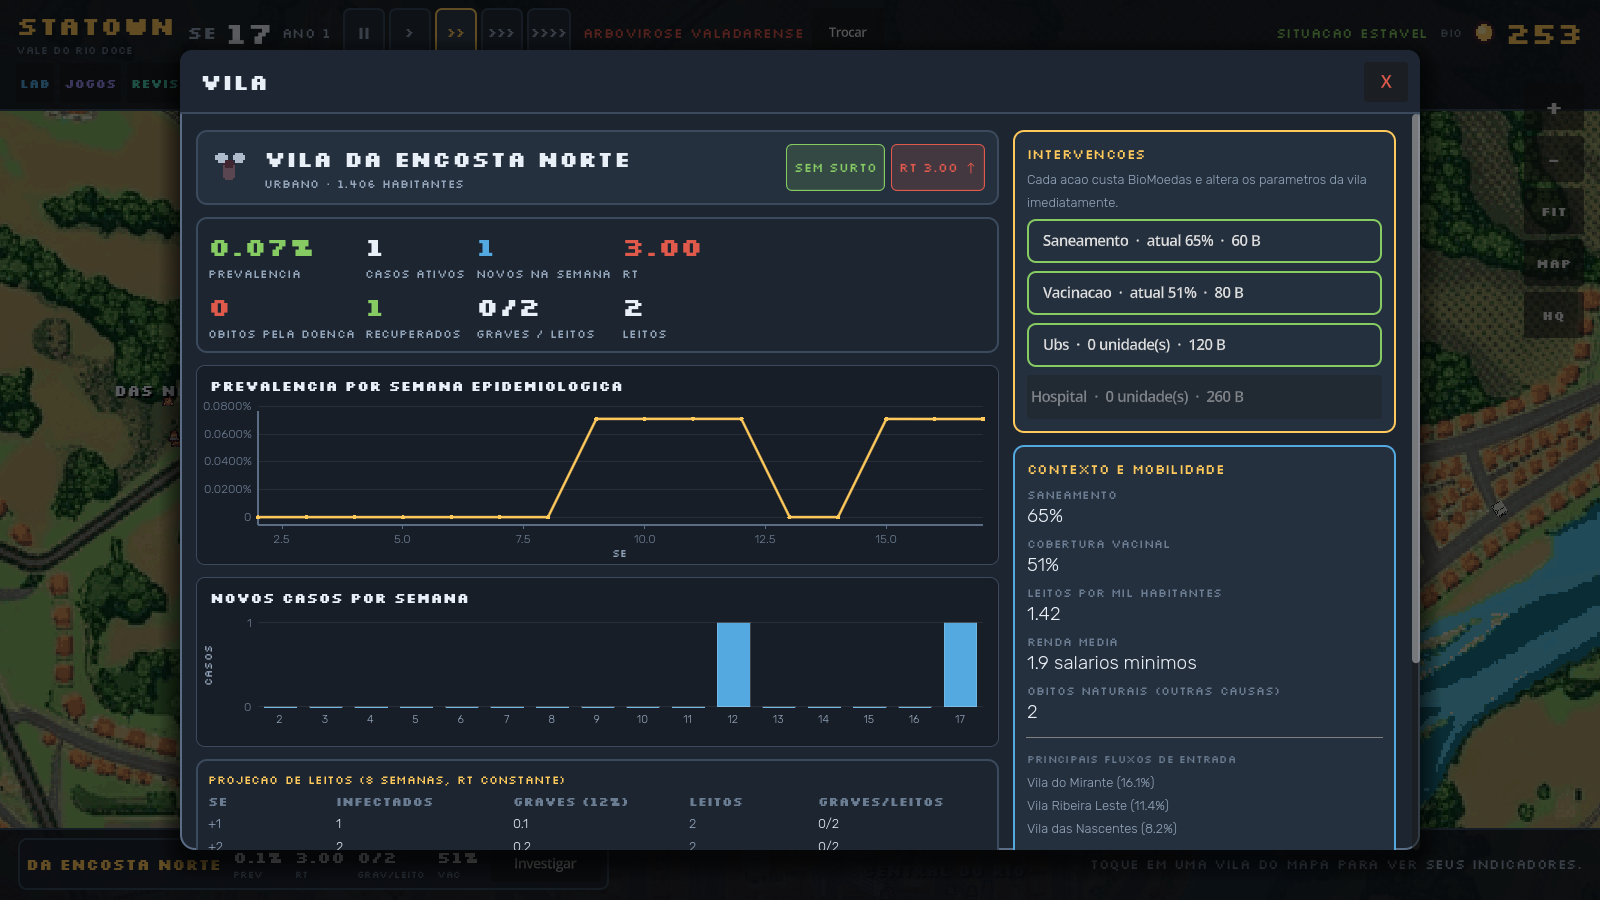 STATOWN
VALE DO RIO DOCE
SE 17 ANO 1
II > >> >>> >>>>
ARBOVIROSE VALADARENSE
Trocar
SITUACAO ESTAVEL
BIO 253
LAB JOGOS REVIS
VILA
X
VILA DA ENCOSTA NORTE
URBANO · 1.406 HABITANTES
SEM SURTO
RT 3.00 ↑
0.07% 1 1 3.00
PREVALENCIA CASOS ATIVOS NOVOS NA SEMANA RT
0 1 0/2 2
OBITOS PELA DOENCA RECUPERADOS GRAVES / LEITOS LEITOS
PREVALENCIA POR SEMANA EPIDEMIOLOGICA
0.0800%
0.0600%
0.0400%
0.0200%
0
2.5 5.0 7.5 10.0 12.5 15.0
SE
NOVOS CASOS POR SEMANA
1
CASOS
0
2 3 4 5 6 7 8 9 10 11 12 13 14 15 16 17
PROJECAO DE LEITOS (8 SEMANAS, RT CONSTANTE)
SE INFECTADOS GRAVES (12%) LEITOS GRAVES/LEITOS
+1 1 0.1 2 0/2
+2 2 0.2 2 0/2
INTERVENCOES
Cada acao custa BioMoedas e altera os parametros da vila
imediatamente.
Saneamento · atual 65% · 60 B
Vacinacao · atual 51% · 80 B
Ubs · 0 unidade(s) · 120 B
Hospital · 0 unidade(s) · 260 B
CONTEXTO E MOBILIDADE
SANEAMENTO
65%
COBERTURA VACINAL
51%
LEITOS POR MIL HABITANTES
1.42
RENDA MEDIA
1.9 salarios minimos
OBITOS NATURAIS (OUTRAS CAUSAS)
2
PRINCIPAIS FLUXOS DE ENTRADA
Vila do Mirante (16.1%)
Vila Ribeira Leste (11.4%)
Vila das Nascentes (8.2%)
+
-
FIT
MAP
HQ
DAS N
DA ENCOSTA NORTE
0.1% 3.00 0/2 51%
PREV RT GRAV/LEITO VAC
Investigar
TOQUE EM UMA VILA DO MAPA PARA VER SEUS INDICADORES.